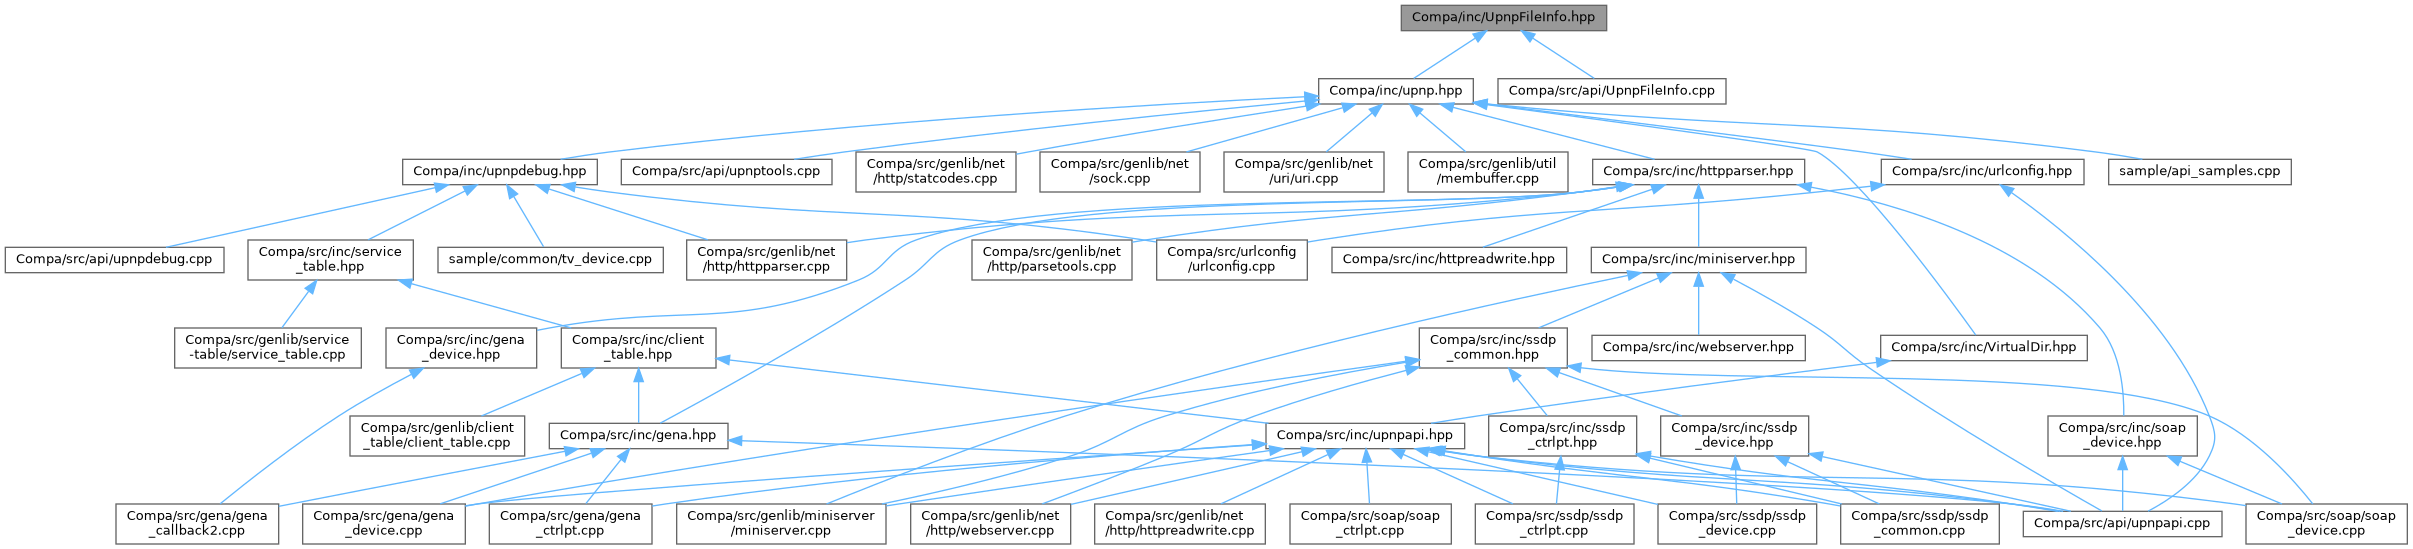 Compa/inc/UpnpFileInfo.hpp
Compa/inc/upnp.hpp
Compa/src/api/UpnpFileInfo.cpp
Compa/inc/upnpdebug.hpp
Compa/src/api/upnptools.cpp
Compa/src/genlib/net
/http/statcodes.cpp
Compa/src/genlib/net
/sock.cpp
Compa/src/genlib/net
/uri/uri.cpp
Compa/src/genlib/util
/membuffer.cpp
Compa/src/inc/httpparser.hpp
Compa/src/inc/urlconfig.hpp
sample/api_samples.cpp
Compa/src/api/upnpdebug.cpp
Compa/src/inc/service
_table.hpp
sample/common/tv_device.cpp
Compa/src/genlib/net
/http/httpparser.cpp
Compa/src/genlib/net
/http/parsetools.cpp
Compa/src/urlconfig
/urlconfig.cpp
Compa/src/inc/httpreadwrite.hpp
Compa/src/inc/miniserver.hpp
Compa/src/genlib/service
-table/service_table.cpp
Compa/src/inc/gena
_device.hpp
Compa/src/inc/client
_table.hpp
Compa/src/inc/ssdp
_common.hpp
Compa/src/inc/webserver.hpp
Compa/src/inc/VirtualDir.hpp
Compa/src/genlib/client
_table/client_table.cpp
Compa/src/inc/gena.hpp
Compa/src/inc/upnpapi.hpp
Compa/src/inc/ssdp
_ctrlpt.hpp
Compa/src/inc/ssdp
_device.hpp
Compa/src/inc/soap
_device.hpp
Compa/src/gena/gena
_callback2.cpp
Compa/src/gena/gena
_device.cpp
Compa/src/gena/gena
_ctrlpt.cpp
Compa/src/genlib/miniserver
/miniserver.cpp
Compa/src/genlib/net
/http/webserver.cpp
Compa/src/genlib/net
/http/httpreadwrite.cpp
Compa/src/soap/soap
_ctrlpt.cpp
Compa/src/ssdp/ssdp
_ctrlpt.cpp
Compa/src/ssdp/ssdp
_device.cpp
Compa/src/ssdp/ssdp
_common.cpp
Compa/src/api/upnpapi.cpp
Compa/src/soap/soap
_device.cpp